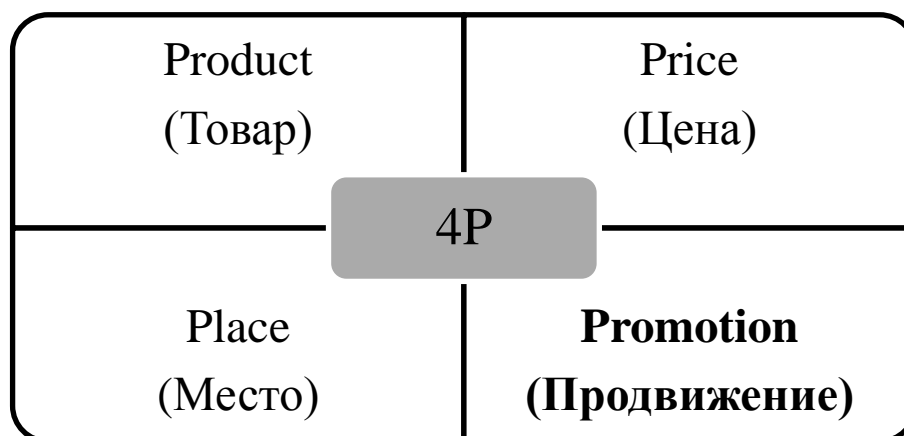 Product
(Товар)
Price
(Цена)
4P
Place
(Место)
Promotion
(Продвижение)